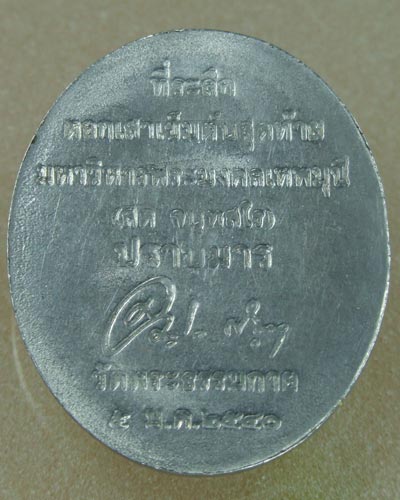 ที่ระลึก
ตอกเสาเข็มต้นสุดท้าย
มหาวิหารพระมงคลเทพมุนี
(สด จนฺทสโร)
ปราบมาร
วัดพระธรรมกาย
๕ มี.ค.๒๕๔๑